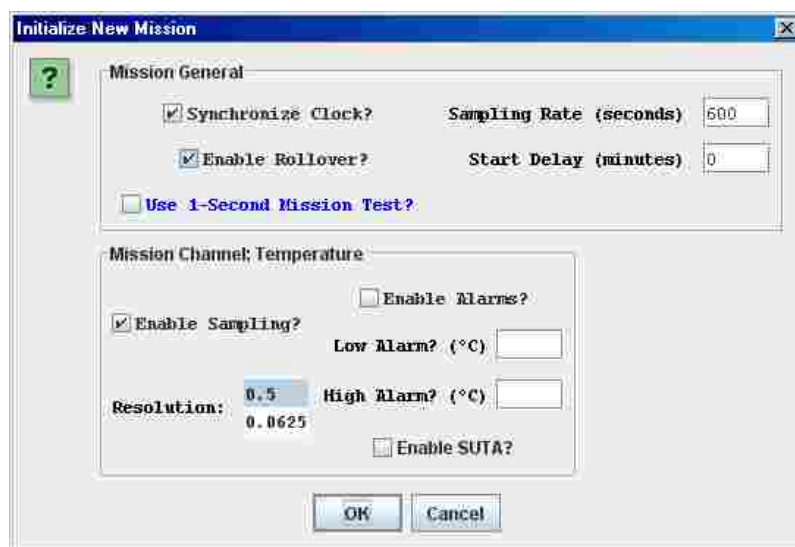 Initialize New Mission
?
Mission General
Synchronize Clock? Sampling Rate (seconds) 600
Enable Rollover? Start Delay (minutes) 0
Use 1-Second Mission Test?
Mission Channel: Temperature
Enable Alarms?
Enable Sampling?
Low Alarm? (°C)
Resolution: 0.5 High Alarm? (°C)
0.0625
Enable SUTA?
OK Cancel